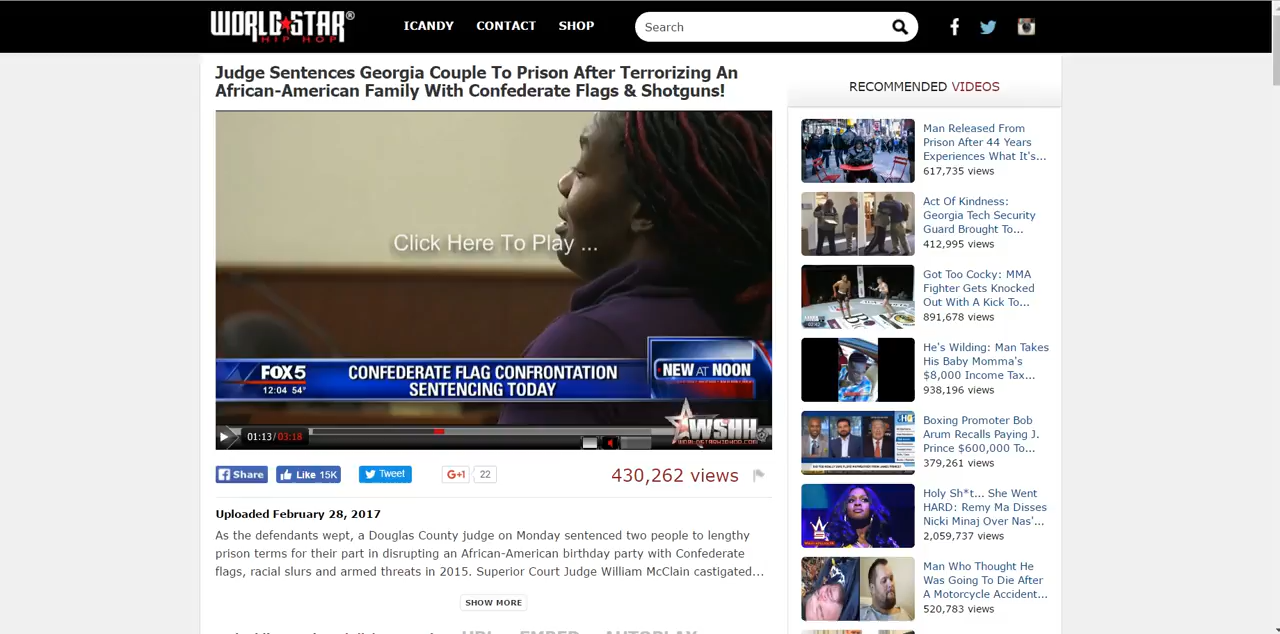 WORLD STAR®
HIP HOP
ICANDY
CONTACT
SHOP
Search
Judge Sentences Georgia Couple To Prison After Terrorizing An
African-American Family With Confederate Flags & Shotguns!
Click Here To Play ...
FOX 5
12:04 54°
CONFEDERATE FLAG CONFRONTATION
SENTENCING TODAY
NEW AT NOON
WSHH
WORLDSTARHIPHOP.COM
01:13/03:18
Share
Like 15K
Tweet
G+1
22
430,262 views
Uploaded February 28, 2017
As the defendants wept, a Douglas County judge on Monday sentenced two people to lengthy
prison terms for their part in disrupting an African-American birthday party with Confederate
flags, racial slurs and armed threats in 2015. Superior Court Judge William McClain castigated...
SHOW MORE
RECOMMENDED VIDEOS
Man Released From
Prison After 44 Years
Experiences What It's...
617,735 views
Act Of Kindness:
Georgia Tech Security
Guard Brought To...
412,995 views
Got Too Cocky: MMA
Fighter Gets Knocked
Out With A Kick To...
891,678 views
He's Wilding: Man Takes
His Baby Momma's
$8,000 Income Tax...
938,196 views
Boxing Promoter Bob
Arum Recalls Paying J.
Prince $600,000 To...
379,261 views
Holy Sh*t... She Went
HARD: Remy Ma Disses
Nicki Minaj Over Nas'...
2,059,737 views
Man Who Thought He
Was Going To Die After
A Motorcycle Accident...
520,783 views